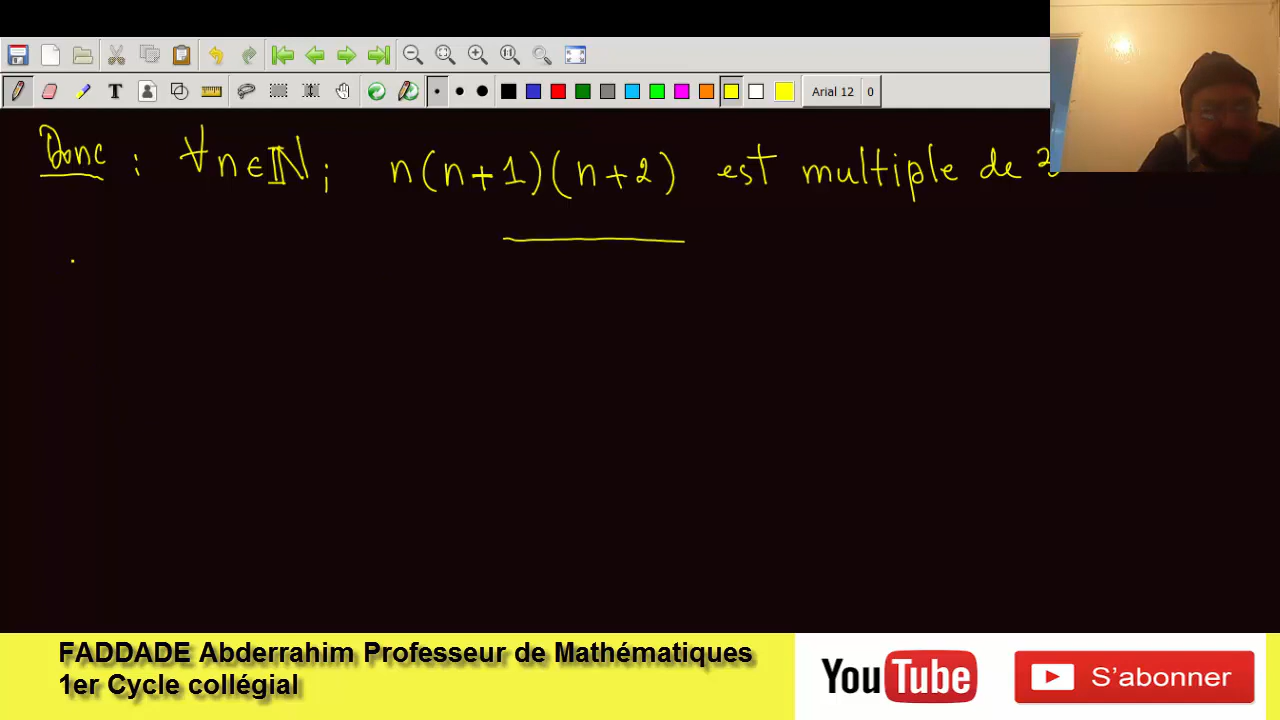 Arial 12 0
Donc : ∀n∈ℕ; n(n+1)(n+2) est multiple de 3
FADDADE Abderrahim Professeur de Mathématiques
1er Cycle collégial
YouTube
S'abonner